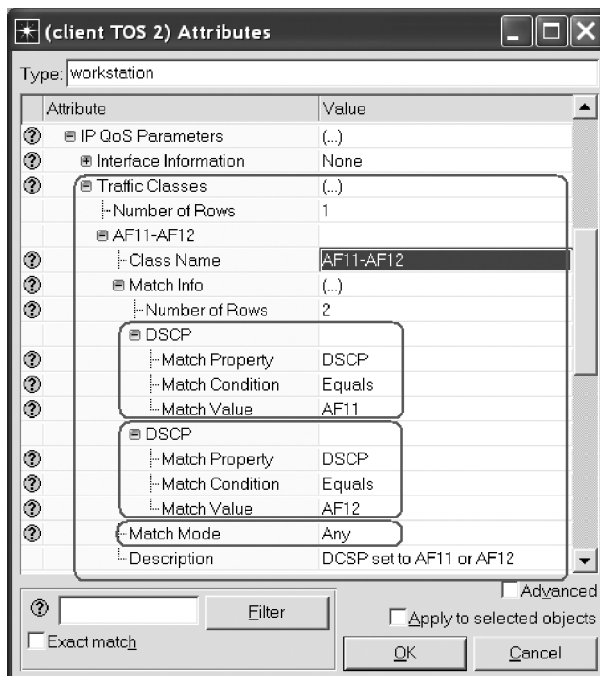 (client TOS 2) Attributes
Type: workstation
Attribute Value
IP QoS Parameters (...)
Interface Information None
Traffic Classes (...)
Number of Rows 1
AF11-AF12
Class Name AF11-AF12
Match Info (...)
Number of Rows 2
DSCP
Match Property DSCP
Match Condition Equals
Match Value AF11
DSCP
Match Property DSCP
Match Condition Equals
Match Value AF12
Match Mode Any
Description DCSP set to AF11 or AF12
Advanced
Filter
Apply to selected objects
Exact match
OK Cancel